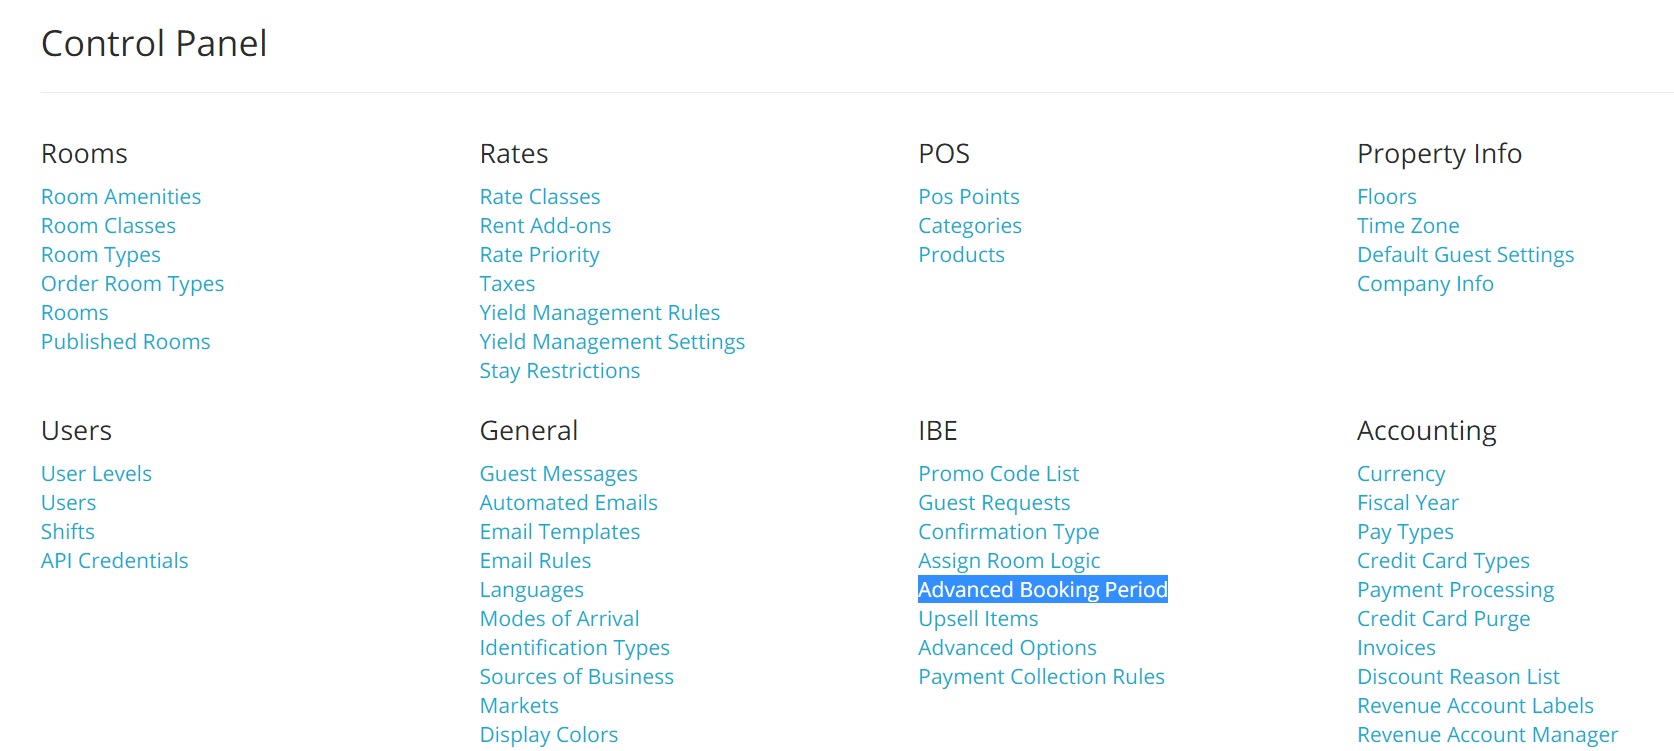 Control Panel
Rooms
Room Amenities
Room Classes
Room Types
Order Room Types
Rooms
Published Rooms
Rates
Rate Classes
Rent Add-ons
Rate Priority
Taxes
Yield Management Rules
Yield Management Settings
Stay Restrictions
POS
Pos Points
Categories
Products
Property Info
Floors
Time Zone
Default Guest Settings
Company Info
Users
User Levels
Users
Shifts
API Credentials
General
Guest Messages
Automated Emails
Email Templates
Email Rules
Languages
Modes of Arrival
Identification Types
Sources of Business
Markets
Display Colors
IBE
Promo Code List
Guest Requests
Confirmation Type
Assign Room Logic
Advanced Booking Period
Upsell Items
Advanced Options
Payment Collection Rules
Accounting
Currency
Fiscal Year
Pay Types
Credit Card Types
Payment Processing
Credit Card Purge
Invoices
Discount Reason List
Revenue Account Labels
Revenue Account Manager